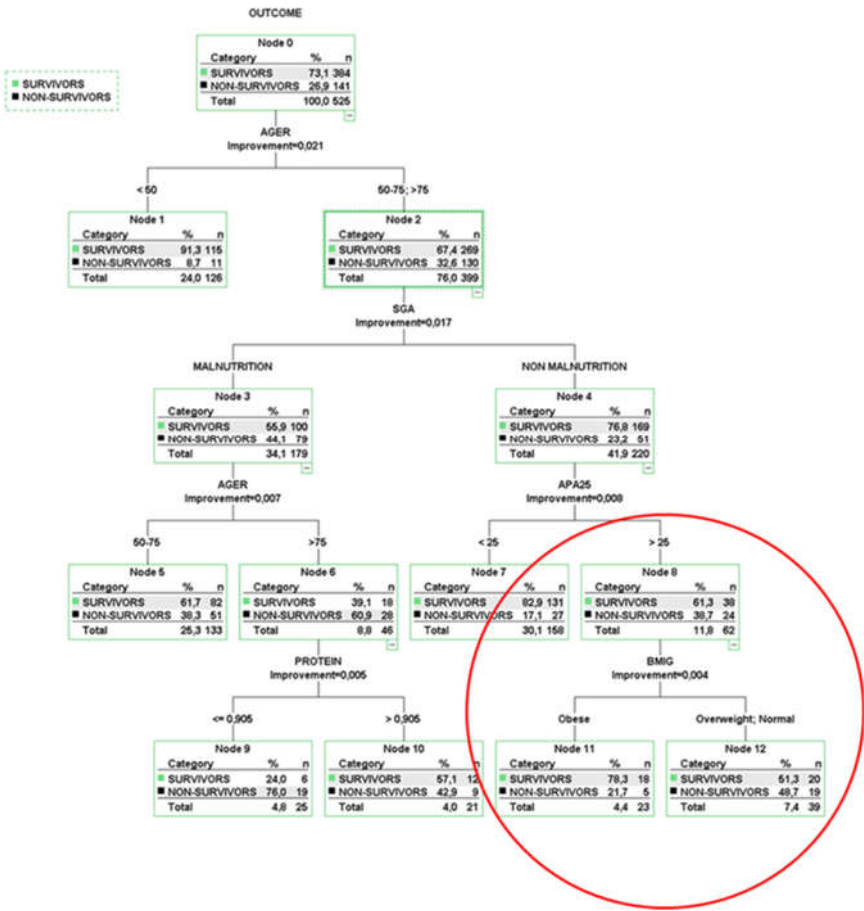 OUTCOME
SURVIVORS
NON-SURVIVORS
Node 0
Category % n
SURVIVORS 73,1 384
NON-SURVIVORS 26,9 141
Total 100,0 525
AGER
Improvement=0,021
< 50
50-75; >75
Node 1
Category % n
SURVIVORS 91,3 115
NON-SURVIVORS 8,7 11
Total 24,0 126
Node 2
Category % n
SURVIVORS 67,4 269
NON-SURVIVORS 32,6 130
Total 76,0 399
SGA
Improvement=0,017
MALNUTRITION
NON MALNUTRITION
Node 3
Category % n
SURVIVORS 55,9 100
NON-SURVIVORS 44,1 79
Total 34,1 179
Node 4
Category % n
SURVIVORS 76,8 169
NON-SURVIVORS 23,2 51
Total 41,9 220
AGER
Improvement=0,007
APA25
Improvement=0,008
50-75
>75
< 25
> 25
Node 5
Category % n
SURVIVORS 61,7 82
NON-SURVIVORS 38,3 51
Total 25,3 133
Node 6
Category % n
SURVIVORS 39,1 18
NON-SURVIVORS 60,9 28
Total 8,8 46
Node 7
Category % n
SURVIVORS 82,9 131
NON-SURVIVORS 17,1 27
Total 30,1 158
Node 8
Category % n
SURVIVORS 61,3 38
NON-SURVIVORS 38,7 24
Total 11,8 62
PROTEIN
Improvement=0,005
BMIG
Improvement=0,004
<= 0,905
> 0,905
Obese
Overweight; Normal
Node 9
Category % n
SURVIVORS 24,0 6
NON-SURVIVORS 76,0 19
Total 4,8 25
Node 10
Category % n
SURVIVORS 57,1 12
NON-SURVIVORS 42,9 9
Total 4,0 21
Node 11
Category % n
SURVIVORS 78,3 18
NON-SURVIVORS 21,7 5
Total 4,4 23
Node 12
Category % n
SURVIVORS 51,3 20
NON-SURVIVORS 48,7 19
Total 7,4 39